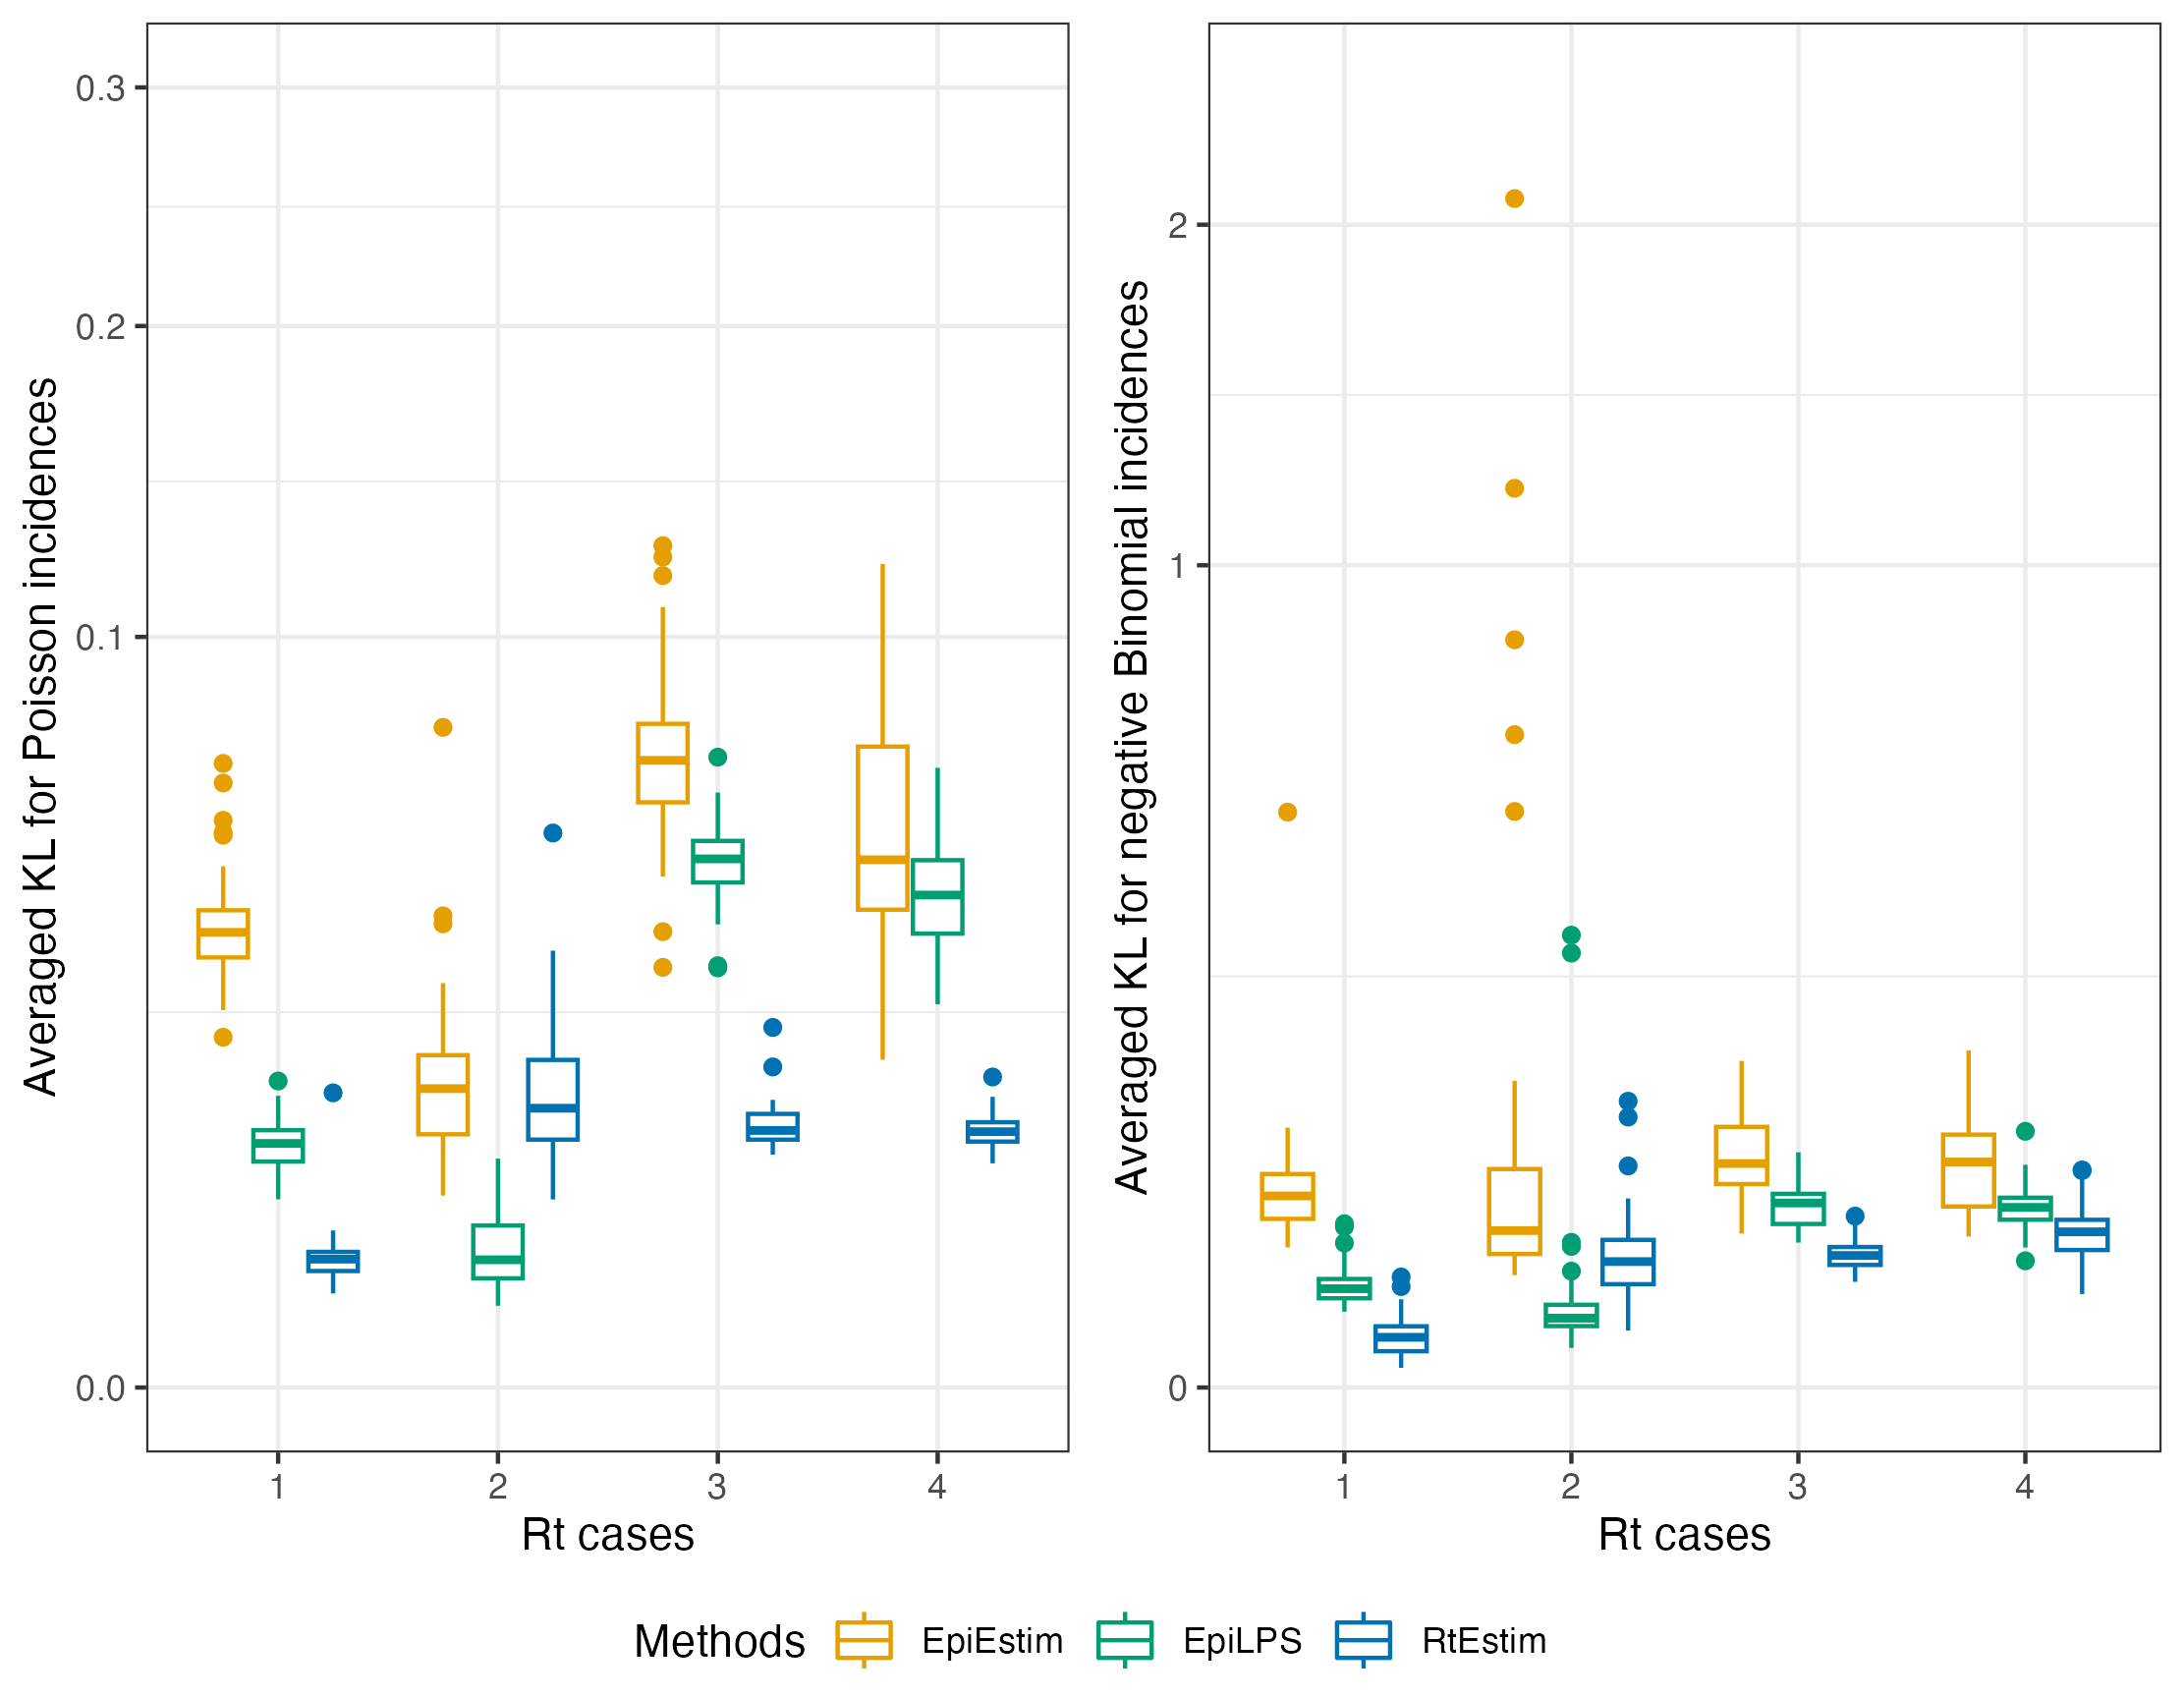 Averaged KL for Poisson incidences
0.3
0.2
0.1
0.0
1 2 3 4
Rt cases
Averaged KL for negative Binomial incidences
2
1
0
1 2 3 4
Rt cases
Methods EpiEstim EpiLPS RtEstim